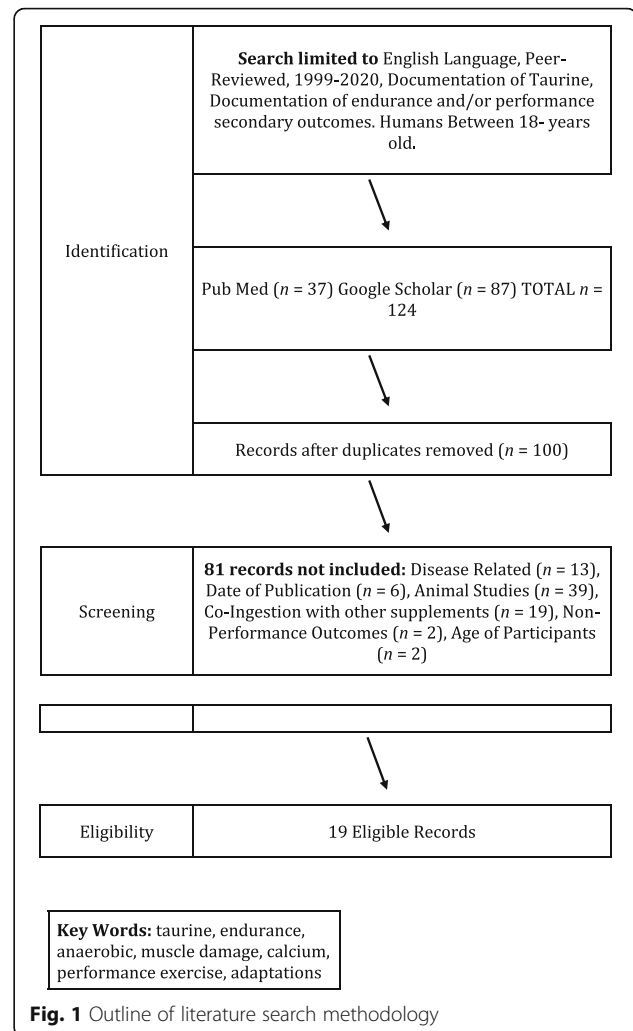 Search limited to English Language, Peer-
Reviewed, 1999-2020, Documentation of Taurine,
Documentation of endurance and/or performance
secondary outcomes. Humans Between 18- years
old.
Identification
Pub Med (n = 37) Google Scholar (n = 87) TOTAL n =
124
Records after duplicates removed (n = 100)
Screening
81 records not included: Disease Related (n = 13),
Date of Publication (n = 6), Animal Studies (n = 39),
Co-Ingestion with other supplements (n = 19), Non-
Performance Outcomes (n = 2), Age of Participants
(n = 2)
Eligibility
19 Eligible Records
Key Words: taurine, endurance,
anaerobic, muscle damage, calcium,
performance exercise, adaptations
Fig. 1 Outline of literature search methodology